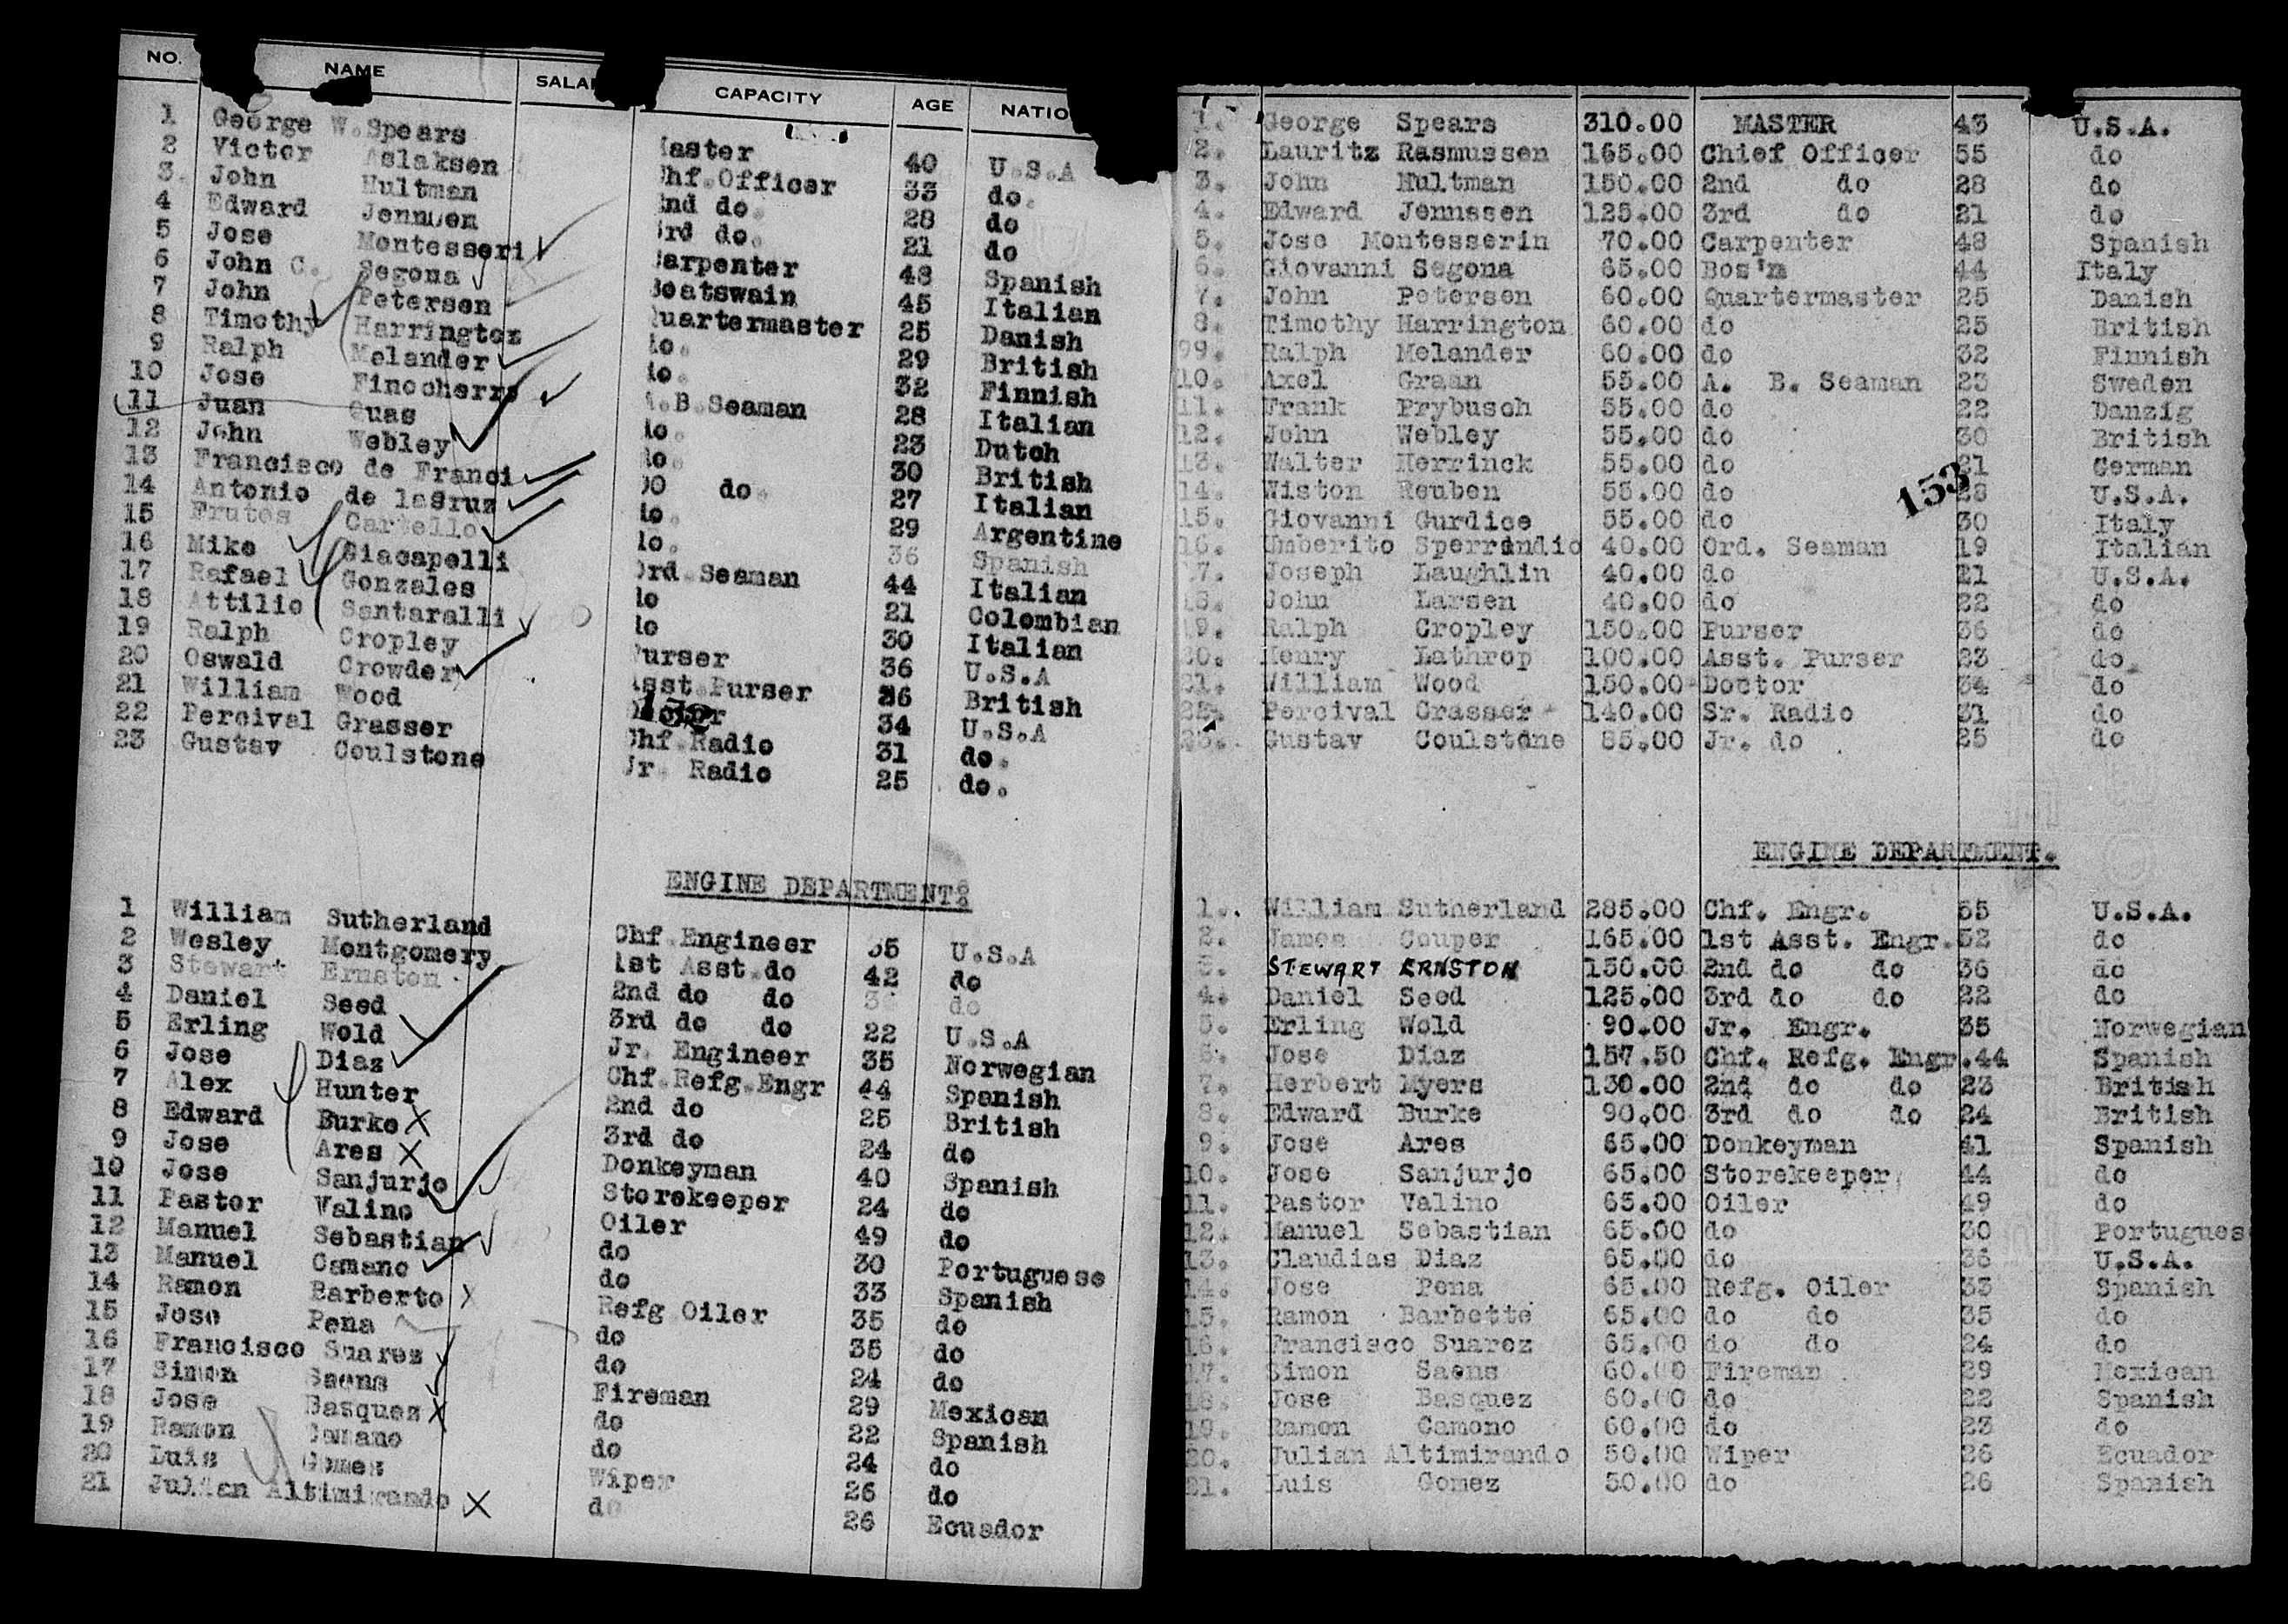 NO. NAME SALA CAPACITY AGE NATIO
1 George W. Spears Master 40 U.S.A
2 Victor Aslaksen Chf.Officer 33 do.
3. John Hultman 2nd do. 28 do
4 Edward 3rd do. 21 do
5 Jose Montesseri Carpenter 48 Spanish
6 John C. Segona Boatswain 45 Italian
7 John Petersen Quartermaster 25 Danish
8 Timothy Harrington do. 29 British
9 Ralph Melander do. 32 Finnish
10 Jose A.B.Seaman 28 Italian
11 Juan Guas do. 23 Dutch
12 John Webley do. 30 British
13 Francisco de Franci DO do. 27 Italian
14 Antonio de laCruz do. 29 Argentine
15 Frutos Cartello do. 36 Spanish
16 Mike Giacapelli Ord.Seaman 44 Italian
17 Rafael Gonzales do 21 Colombian
18 Attilio Santaralli do 30 Italian
19 Ralph Cropley Purser 36 U.S.A
20 Oswald Crowder Asst.Purser 26 British
21 William Wood Doctor 34 U.S.A
22 Percival Grasser Chf.Radio 31 do.
23 Gustav Coulstone Jr. Radio 25 do.
ENGINE DEPARTMENT:
1 William Sutherland Chf.Engineer 55 U.S.A
2 Wesley Montgomery 1st Asst.do 42 do
3 Stewart Ernston 2nd do do 3 do
4 Daniel Seed 3rd do do 22 U.S.A
5 Erling Wold Jr. Engineer 35 Norwegian
6 Jose Diaz Chf.Refg.Engr 44 Spanish
7 Alex Hunter 2nd do 25 British
8 Edward Burke X 3rd do 24 do
9 Jose Ares X Donkeyman 40 Spanish
10 Jose Sanjurjo Storekeeper 24 do
11 Pastor Valino Oiler 49 do
12 Manuel Sebastian do 30 Portuguese
13 Manuel Camano do 33 Spanish
14 Ramon Barberto X Refg Oiler 35 do
15 Jose Pena do 35 do
16 Francisco Suarez do 24 do
17 Simon Saens Fireman 29 Mexican
18 Jose Basquez X do 22 Spanish
19 Ramon Camano do 24 do
20 Luis Gomez Wiper 26 do
21 Julian Altimirando X do 26 Ecuador
1. George Spears 310.00 MASTER 43 U.S.A.
2. Lauritz Rasmussen 165.00 Chief Officer 55 do
3. John Hultman 150.00 2nd do 28 do
4. Edward Jennssen 125.00 3rd do 21 do
5. Jose Montesserin 70.00 Carpenter 48 Spanish
6. Giovanni Segona 65.00 Bos'n 44 Italy
7. John Petersen 60.00 Quartermaster 25 Danish
8. Timothy Harrington 60.00 do 25 British
99. Ralph Melander 60.00 do 32 Finnish
10. Axel Graan 55.00 A. B. Seaman 23 Sweden
11. Frank Prybusch 55.00 do 22 Danzig
12. John Webley 55.00 do 30 British
13. Walter Herrinck 55.00 do 21 German
153
14. Wiston Reuben 55.00 do 28 U.S.A.
15. Giovanni Gurdice 55.00 do 30 Italy
16. Umberito Sperrandio 40.00 Ord. Seaman 19 Italian
17. Joseph Laughlin 40.00 do 21 U.S.A.
18. John Larsen 40.00 do 22 do
19. Ralph Cropley 150.00 Purser 36 do
20. Henry Lathrop 100.00 Asst. Purser 23 do
21. William Wood 150.00 Doctor 34 do
22. Percival Grasser 140.00 Sr. Radio 31 do
23. Gustav Coulstone 85.00 Jr. do 25 do
ENGINE DEPARTMENT.
1. William Sutherland 285.00 Chf. Engr. 55 U.S.A.
2. James Couper 165.00 1st Asst. Engr. 52 do
3. STEWART ERNSTON 150.00 2nd do do 36 do
4. Daniel Seed 125.00 3rd do do 22 do
5. Erling Wold 90.00 Jr. Engr. 35 Norwegian
6. Jose Diaz 157.50 Chf. Refg. Engr. 44 Spanish
7. Herbert Myers 130.00 2nd do do 23 British
8. Edward Burke 90.00 3rd do do 24 British
9. Jose Ares 65.00 Donkeyman 41 Spanish
10. Jose Sanjurjo 65.00 Storekeeper 44 do
11. Pastor Valino 65.00 Oiler 49 do
12. Manuel Sebastian 65.00 do 30 Portugues
13. Claudias Diaz 65.00 do 36 U.S.A.
14. Jose Pena 65.00 Refg. Oiler 33 Spanish
15. Ramon Barbette 65.00 do do 35 do
16. Francisco Suarez 65.00 do do 24 do
17. Simon Saens 60.00 Fireman 29 Mexican
18. Jose Basquez 60.00 do 22 Spanish
19. Ramon Camono 60.00 do 23 do
20. Julian Altimirando 50.00 Wiper 26 Ecuador
21. Luis Gomez 50.00 do 26 Spanish